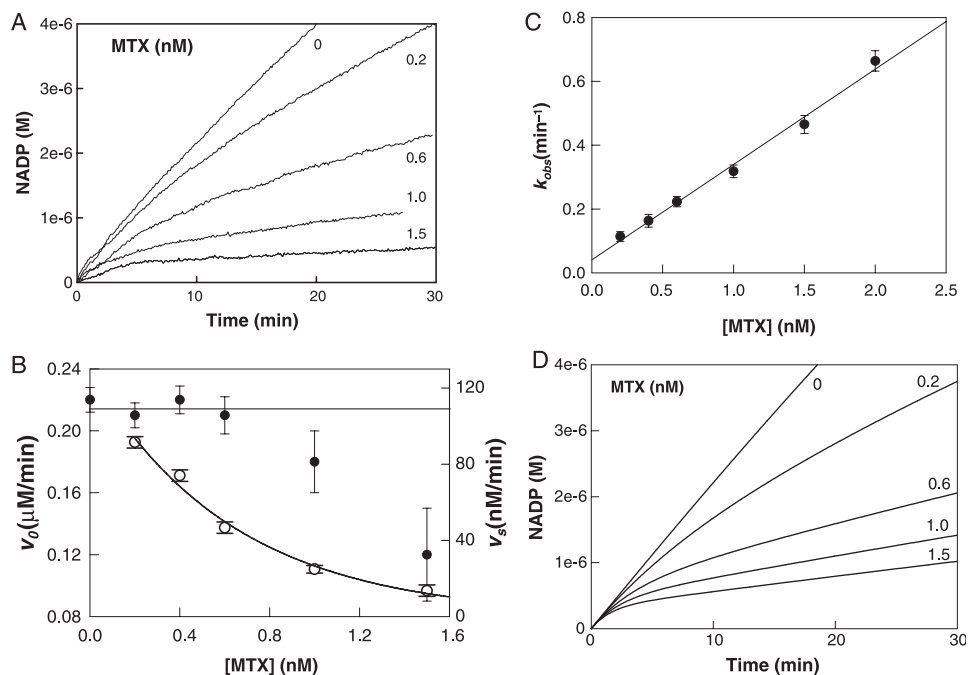 A
MTX (nM)
4e-6
3e-6
2e-6
1e-6
0
NADP (M)
0
0.2
0.6
1.0
1.5
0
10
20
30
Time (min)
B
0.24
0.20
0.16
0.12
0.08
v0(μM/min)
120
80
40
0
vs(nM/min)
0.0
0.4
0.8
1.2
1.6
[MTX] (nM)
C
0.8
0.6
0.4
0.2
0.0
kobs(min–1)
0.0
0.5
1.0
1.5
2.0
2.5
[MTX] (nM)
D
MTX (nM)
4e-6
3e-6
2e-6
1e-6
0
NADP (M)
0
0.2
0.6
1.0
1.5
0
10
20
30
Time (min)